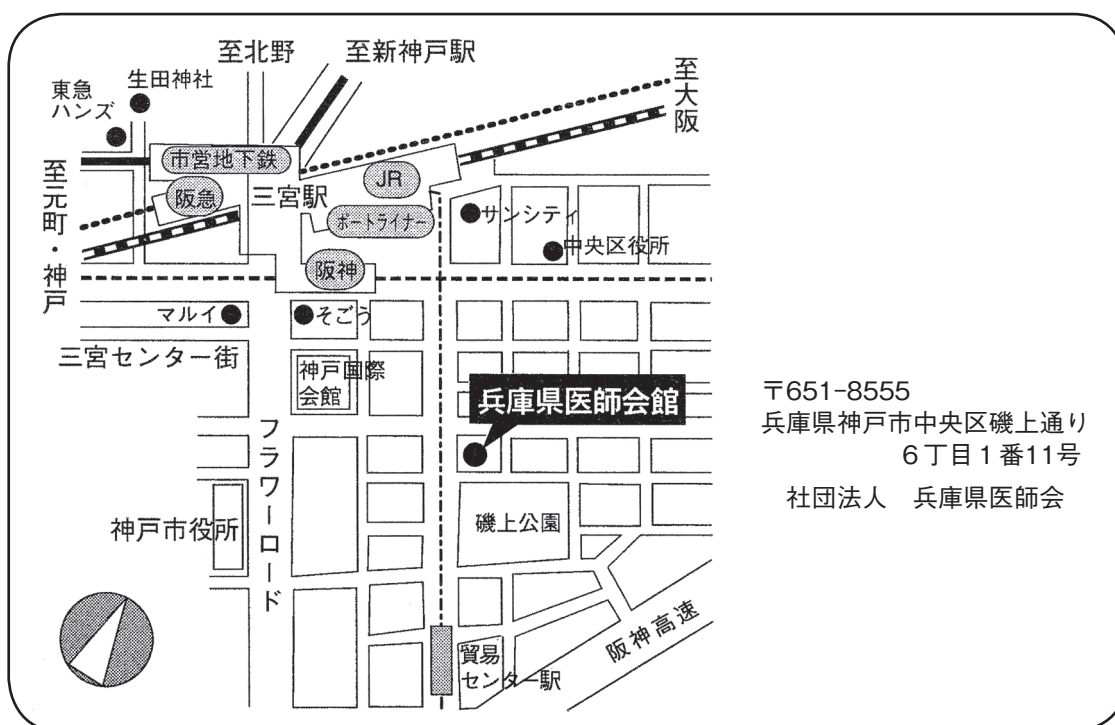 至北野
至新神戸駅
至大阪
生田神社
東急
ハンズ
市営地下鉄
至元町・神戸
阪急
三宮駅
JR
ポートライナー
サンシティ
中央区役所
阪神
マルイ
そごう
三宮センター街
神戸国際
会館
兵庫県医師会館
フラワーロード
神戸市役所
磯上公園
阪神高速
貿易
センター駅
〒651-8555
兵庫県神戸市中央区磯上通り
6丁目1番11号
社団法人　兵庫県医師会